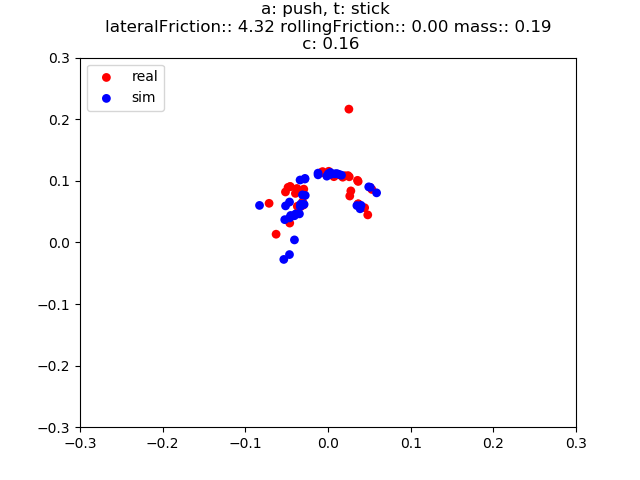 a: push, t: stick
lateralFriction:: 4.32 rollingFriction:: 0.00 mass:: 0.19
c: 0.16
real
sim
0.3
0.2
0.1
0.0
−0.1
−0.2
−0.3
−0.3 −0.2 −0.1 0.0 0.1 0.2 0.3